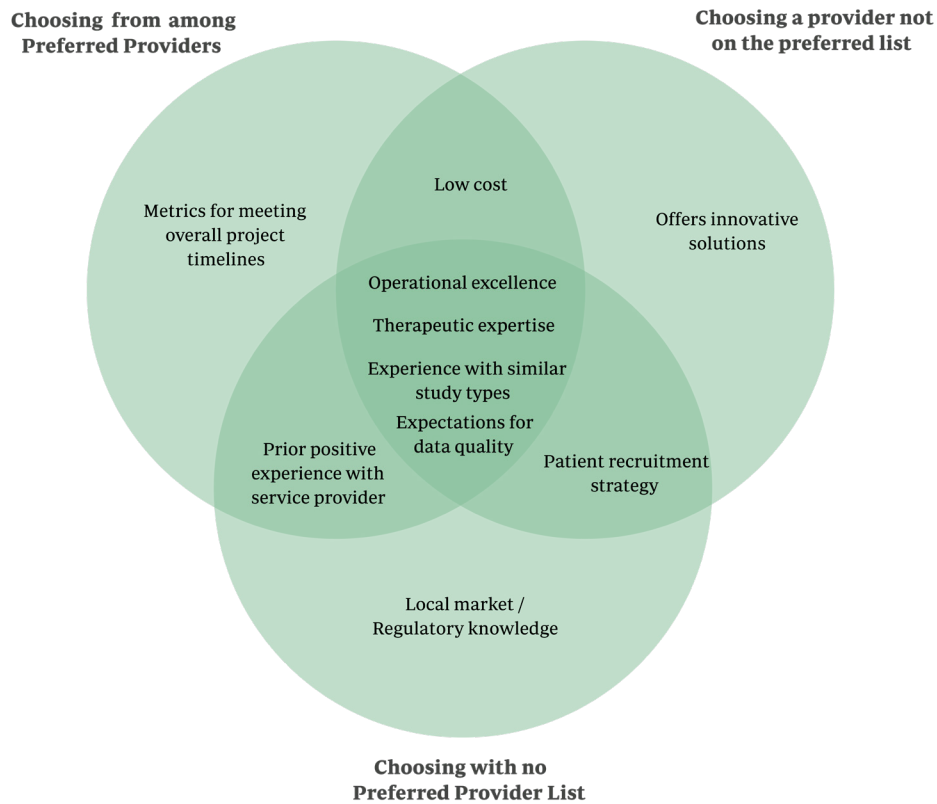 Choosing from among
Preferred Providers
Choosing a provider not
on the preferred list
Low cost
Metrics for meeting
overall project
timelines
Offers innovative
solutions
Operational excellence
Therapeutic expertise
Experience with similar
study types
Expectations for
data quality
Prior positive
experience with
service provider
Patient recruitment
strategy
Local market /
Regulatory knowledge
Choosing with no
Preferred Provider List